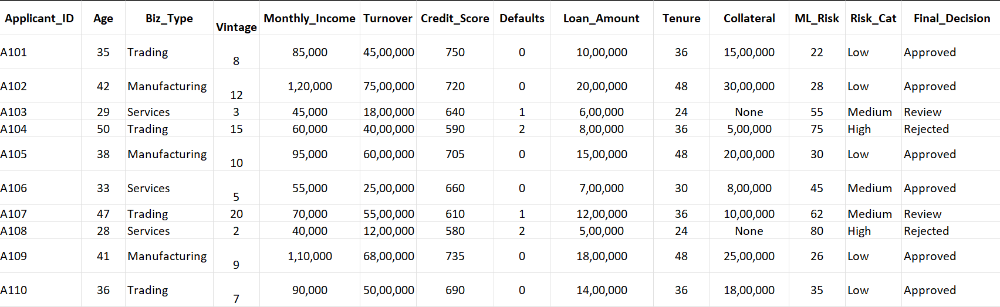 Applicant_ID Age Biz_Type Vintage Monthly_Income Turnover Credit_Score Defaults Loan_Amount Tenure Collateral ML_Risk Risk_Cat Final_Decision
A101 35 Trading 8 85,000 45,00,000 750 0 10,00,000 36 15,00,000 22 Low Approved
A102 42 Manufacturing 12 1,20,000 75,00,000 720 0 20,00,000 48 30,00,000 28 Low Approved
A103 29 Services 3 45,000 18,00,000 640 1 6,00,000 24 None 55 Medium Review
A104 50 Trading 15 60,000 40,00,000 590 2 8,00,000 36 5,00,000 75 High Rejected
A105 38 Manufacturing 10 95,000 60,00,000 705 0 15,00,000 48 20,00,000 30 Low Approved
A106 33 Services 5 55,000 25,00,000 660 0 7,00,000 30 8,00,000 45 Medium Approved
A107 47 Trading 20 70,000 55,00,000 610 1 12,00,000 36 10,00,000 62 Medium Review
A108 28 Services 2 40,000 12,00,000 580 2 5,00,000 24 None 80 High Rejected
A109 41 Manufacturing 9 1,10,000 68,00,000 735 0 18,00,000 48 25,00,000 26 Low Approved
A110 36 Trading 7 90,000 50,00,000 690 0 14,00,000 36 18,00,000 35 Low Approved